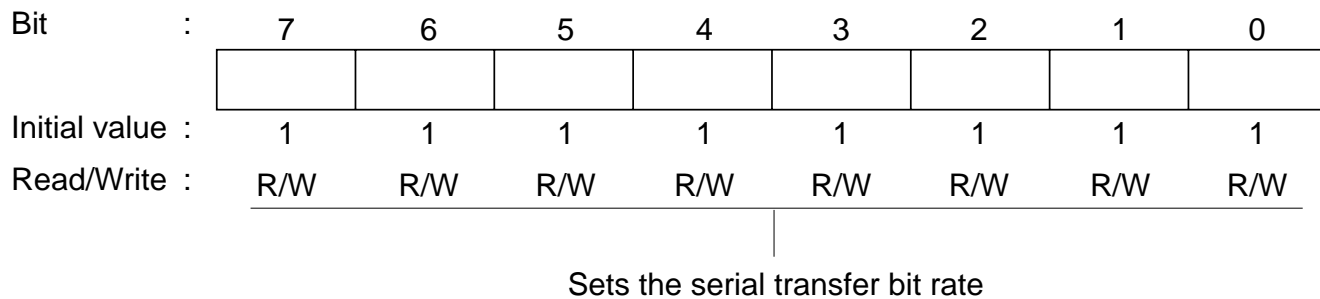 Bit : 7 6 5 4 3 2 1 0
Initial value : 1 1 1 1 1 1 1 1
Read/Write : R/W R/W R/W R/W R/W R/W R/W R/W
Sets the serial transfer bit rate